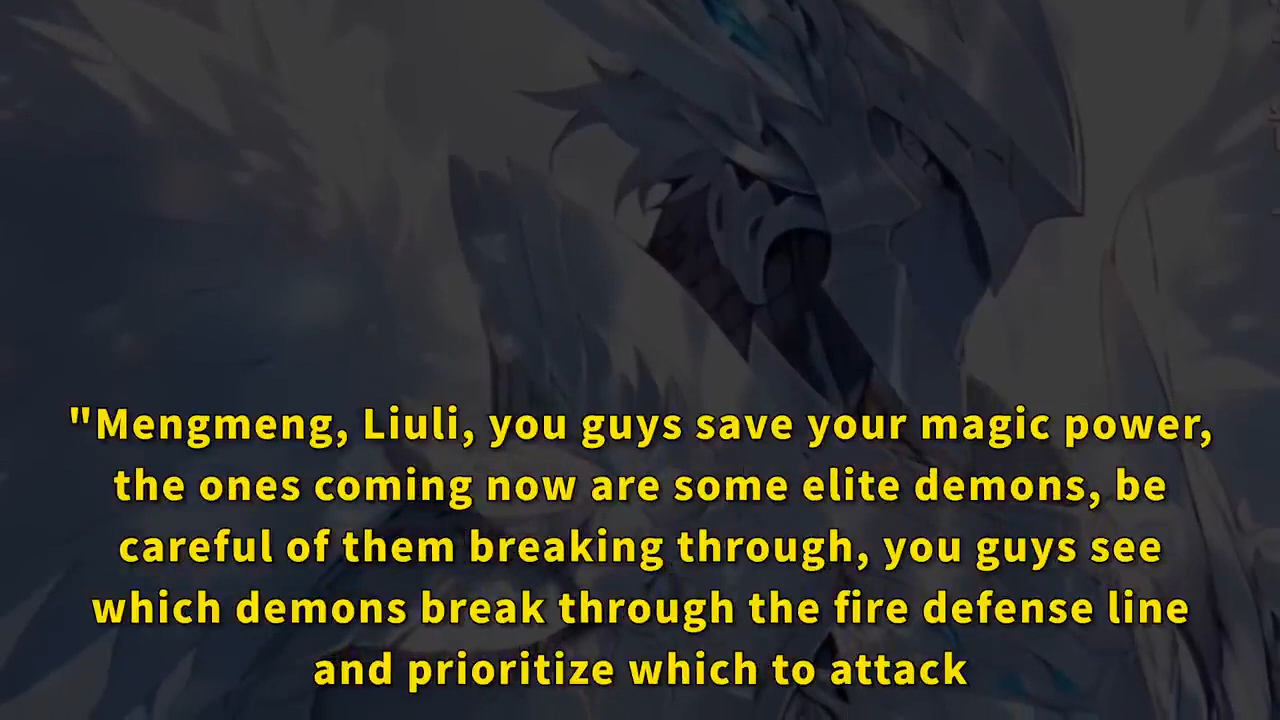 "Mengmeng, Liuli, you guys save your magic power,
the ones coming now are some elite demons, be
careful of them breaking through, you guys see
which demons break through the fire defense line
and prioritize which to attack